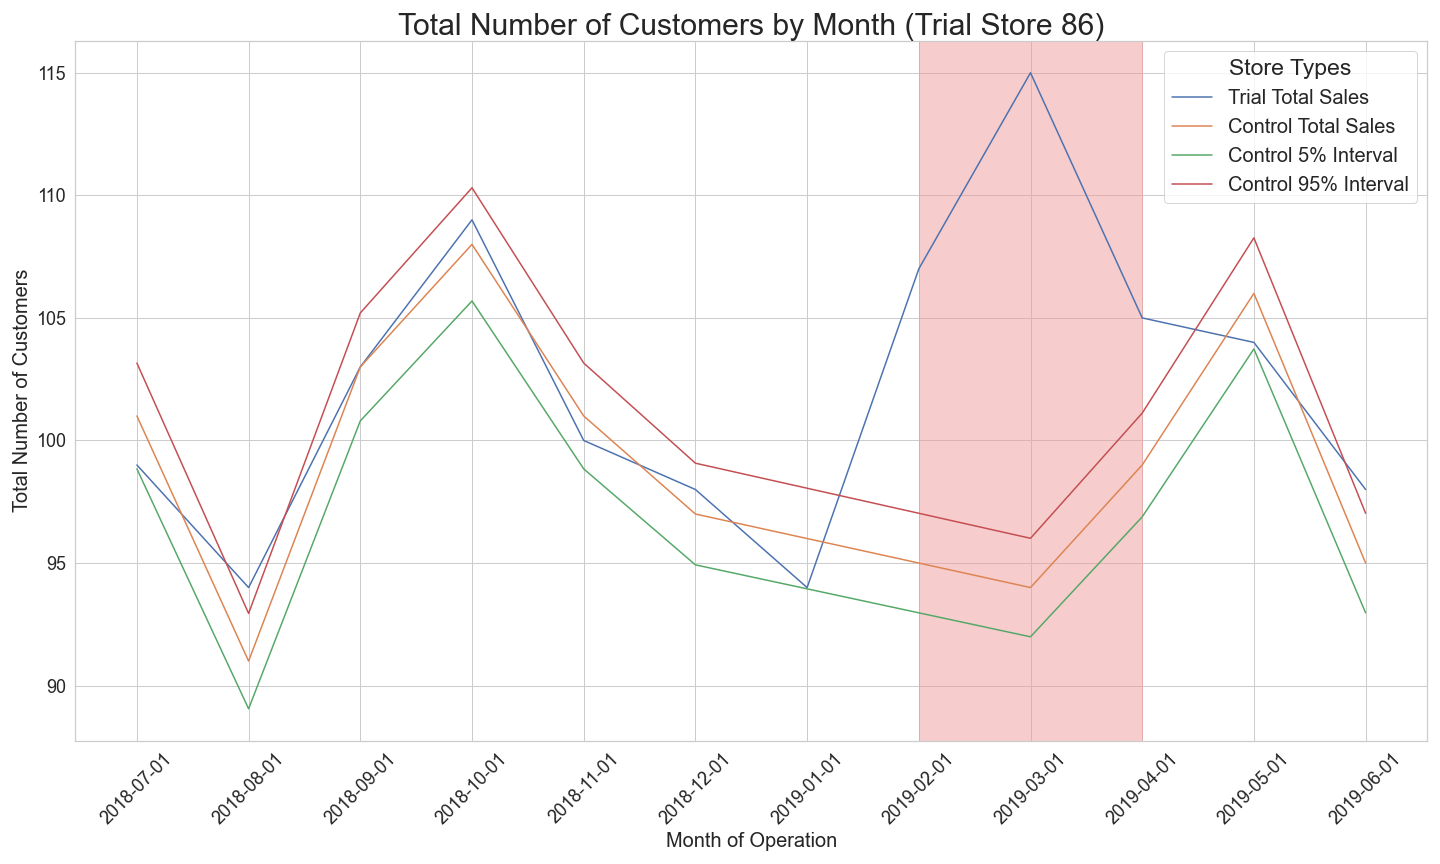 Total Number of Customers by Month (Trial Store 86)
Store Types
Trial Total Sales
Control Total Sales
Control 5% Interval
Control 95% Interval
Total Number of Customers
115
110
105
100
95
90
2018-07-01
2018-08-01
2018-09-01
2018-10-01
2018-11-01
2018-12-01
2019-01-01
2019-02-01
2019-03-01
2019-04-01
2019-05-01
2019-06-01
Month of Operation